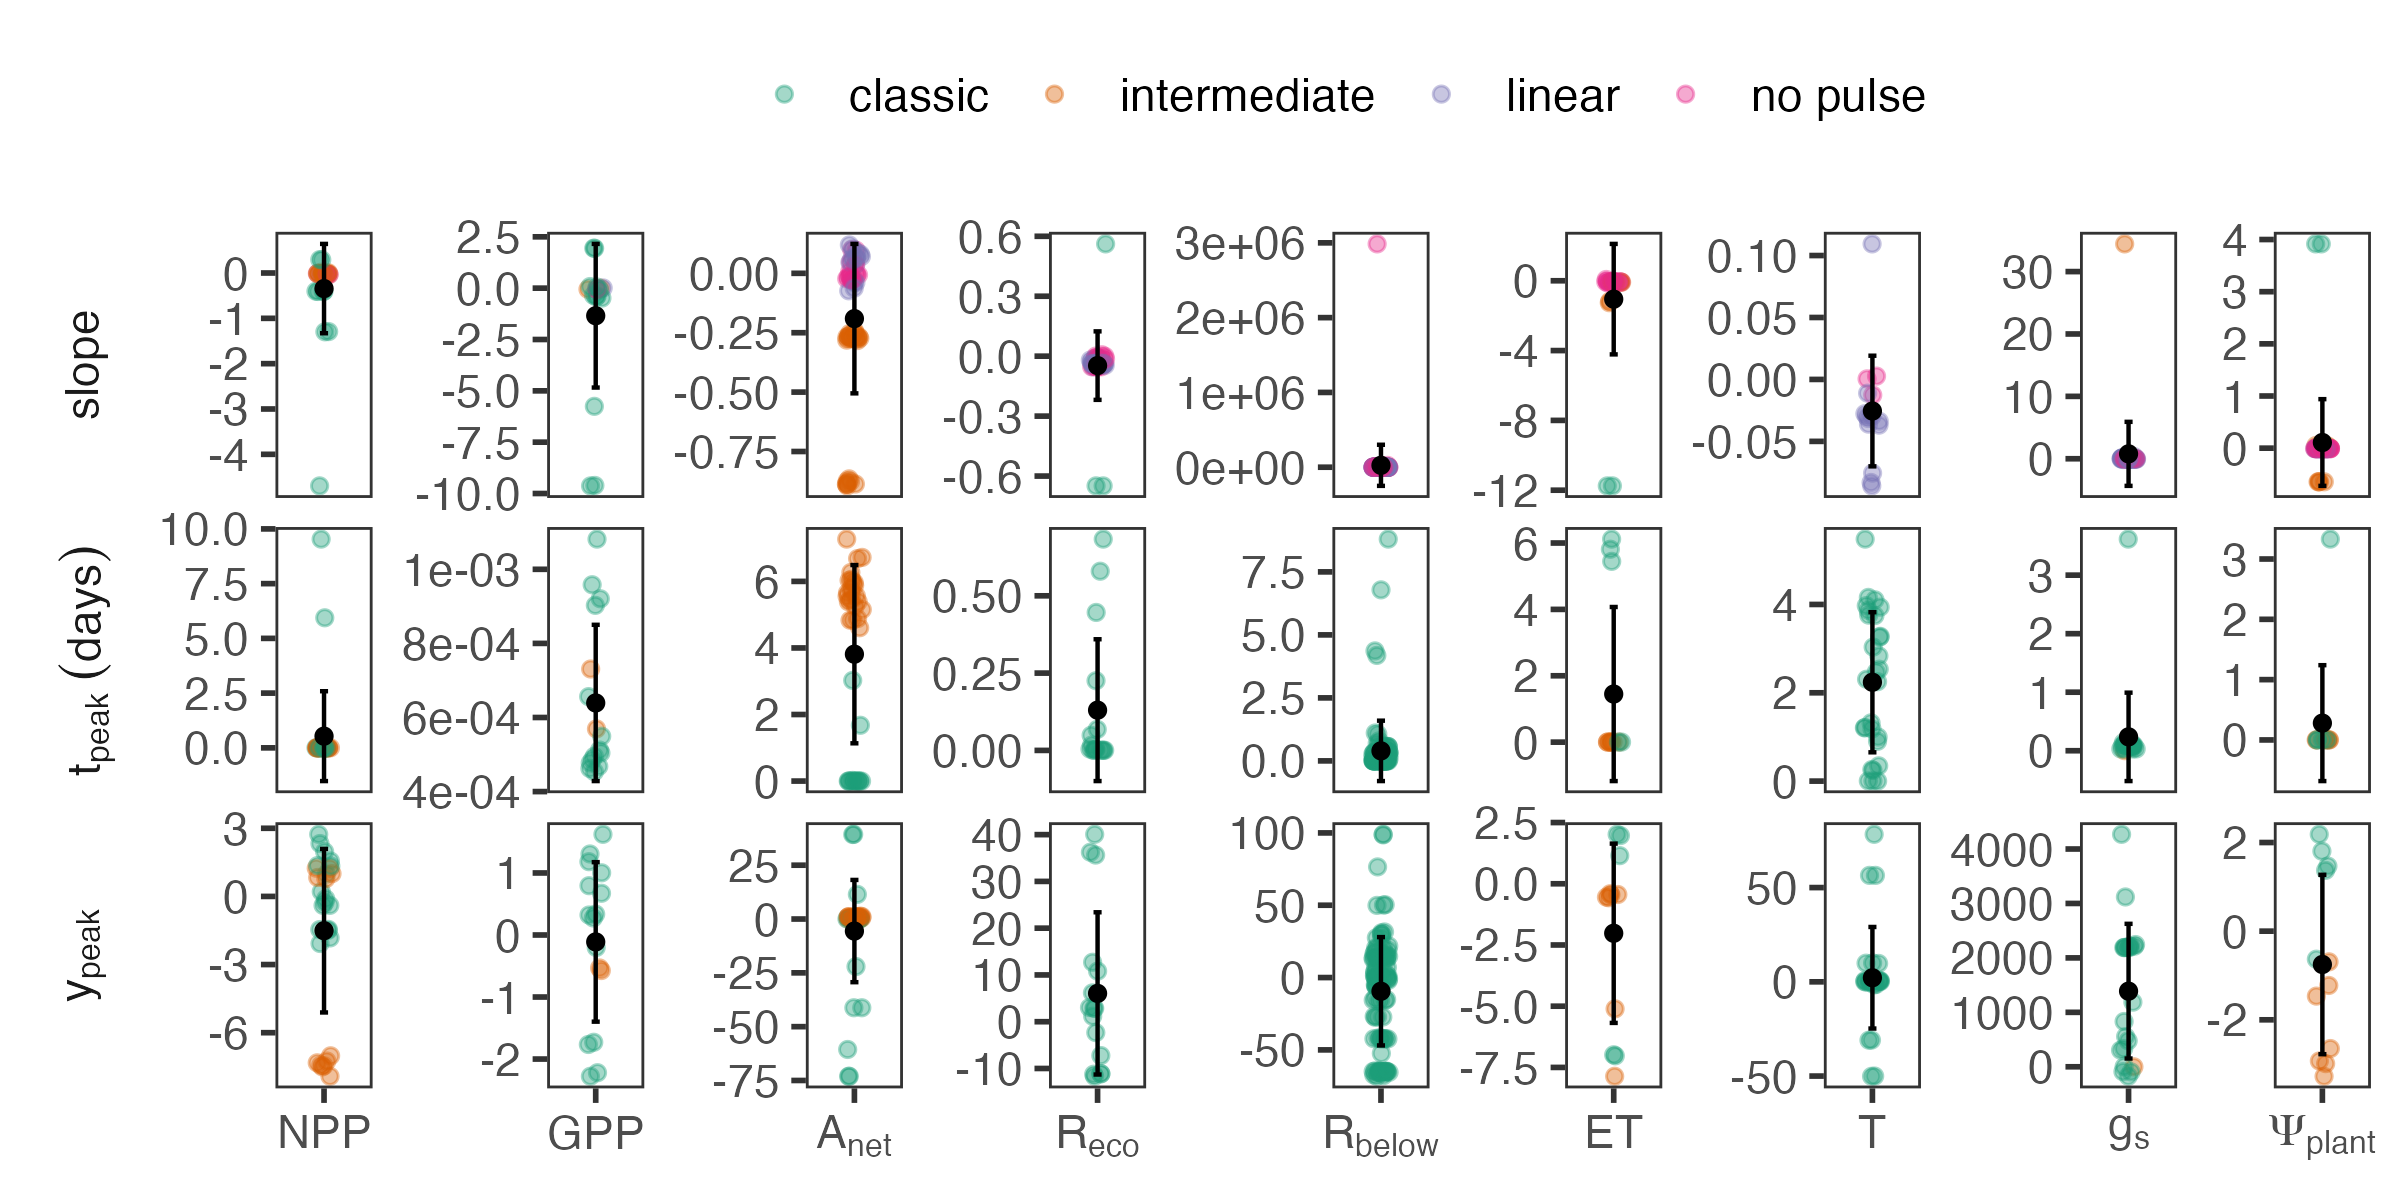 classic intermediate linear no pulse
slope
0 -1 -2 -3 -4
2.5 0.0 -2.5 -5.0 -7.5 -10.0
0.00 -0.25 -0.50 -0.75
0.6 0.3 0.0 -0.3 -0.6
3e+06 2e+06 1e+06 0e+00
0 -4 -8 -12
0.10 0.05 0.00 -0.05
30 20 10 0
4 3 2 1 0
tpeak (days)
10.0 7.5 5.0 2.5 0.0
1e-03 8e-04 6e-04 4e-04
6 4 2 0
0.50 0.25 0.00
7.5 5.0 2.5 0.0
6 4 2 0
4 2 0
3 2 1 0
3 2 1 0
ypeak
3 0 -3 -6
1 0 -1 -2
25 0 -25 -50 -75
40 30 20 10 0 -10
100 50 0 -50
2.5 0.0 -2.5 -5.0 -7.5
50 0 -50
4000 3000 2000 1000 0
2 0 -2
NPP GPP Anet Reco Rbelow ET T gs Ψplant